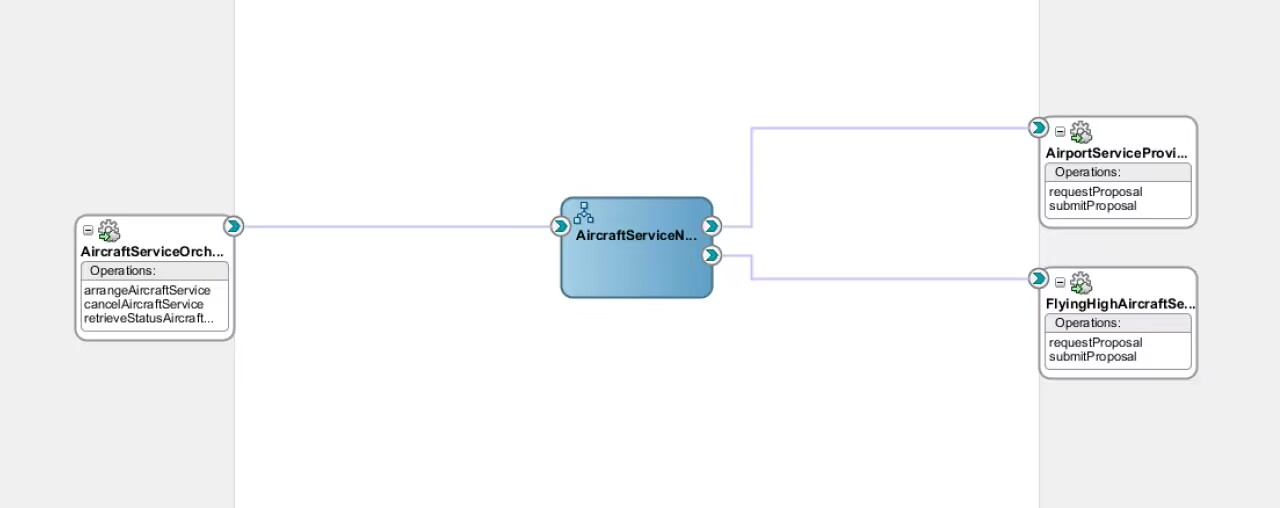 AircraftServiceOrch...
Operations:
arrangeAircraftService
cancelAircraftService
retrieveStatusAircraft...
AircraftServiceN...
AirportServiceProvi...
Operations:
requestProposal
submitProposal
FlyingHighAircraftSe...
Operations:
requestProposal
submitProposal